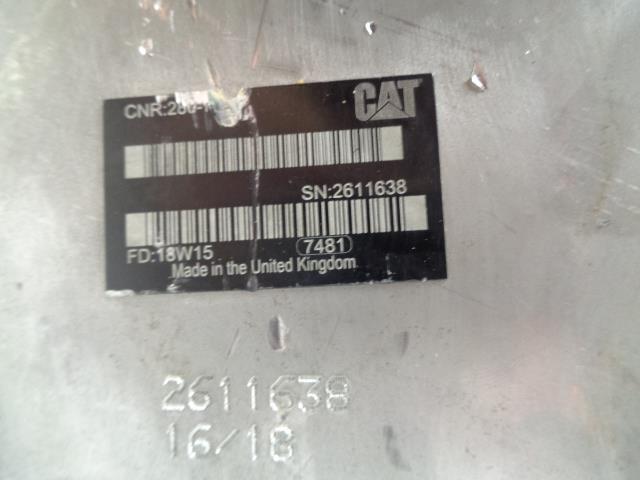 CAT
SN:2611638
FD:18W15
7481
Made in the United Kingdom
2611638
16/18